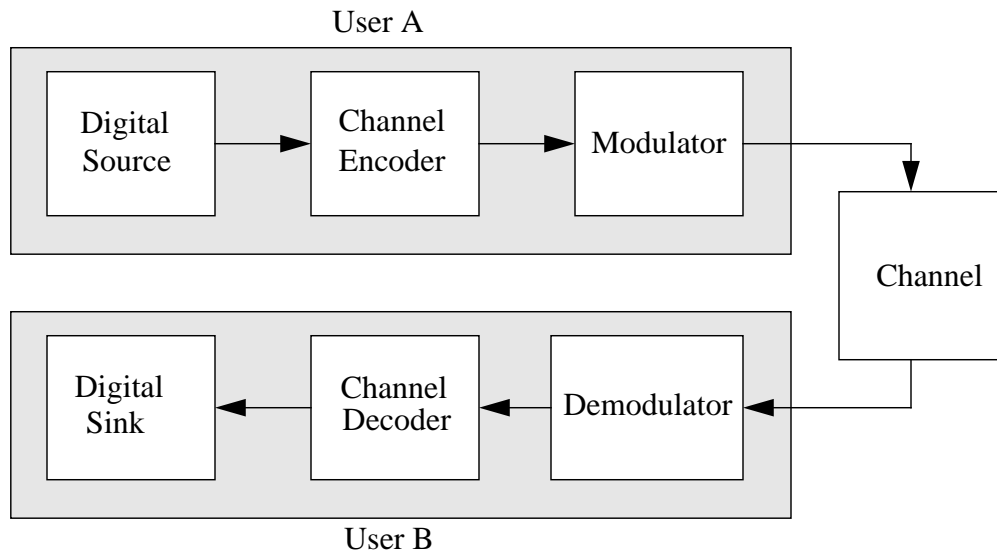 User A
Digital
Source
Channel
Encoder
Modulator
Channel
Digital
Sink
Channel
Decoder
Demodulator
User B